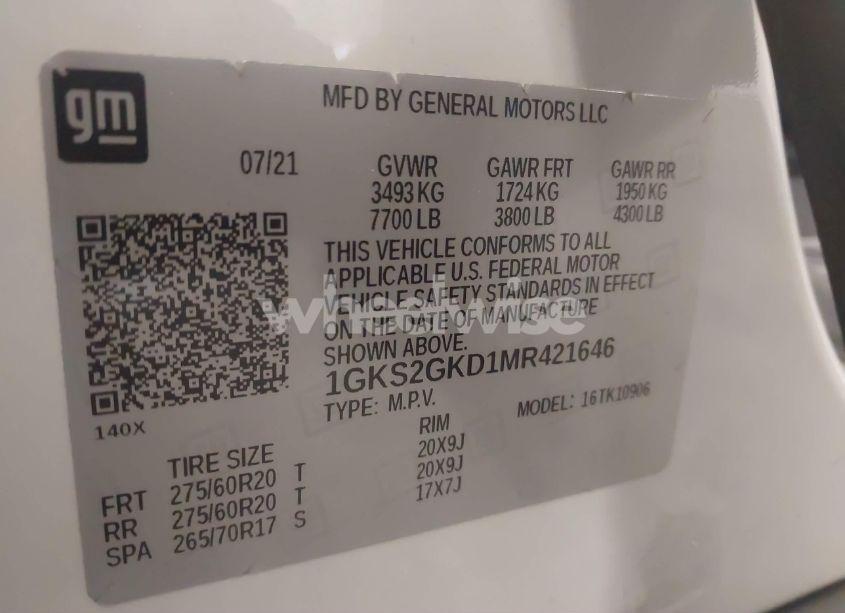 gm
MFD BY GENERAL MOTORS LLC
07/21 GVWR GAWR FRT GAWR RR
3493 KG 1724 KG 1950 KG
7700 LB 3800 LB 4300 LB
THIS VEHICLE CONFORMS TO ALL
APPLICABLE U.S. FEDERAL MOTOR
VEHICLE SAFETY STANDARDS IN EFFECT
ON THE DATE OF MANUFACTURE
SHOWN ABOVE.
1GKS2GKD1MR421646
TYPE: M.P.V. MODEL: 16TK10906
140X
TIRE SIZE RIM
FRT 275/60R20 T 20X9J
RR 275/60R20 T 20X9J
SPA 265/70R17 S 17X7J
wheelwise